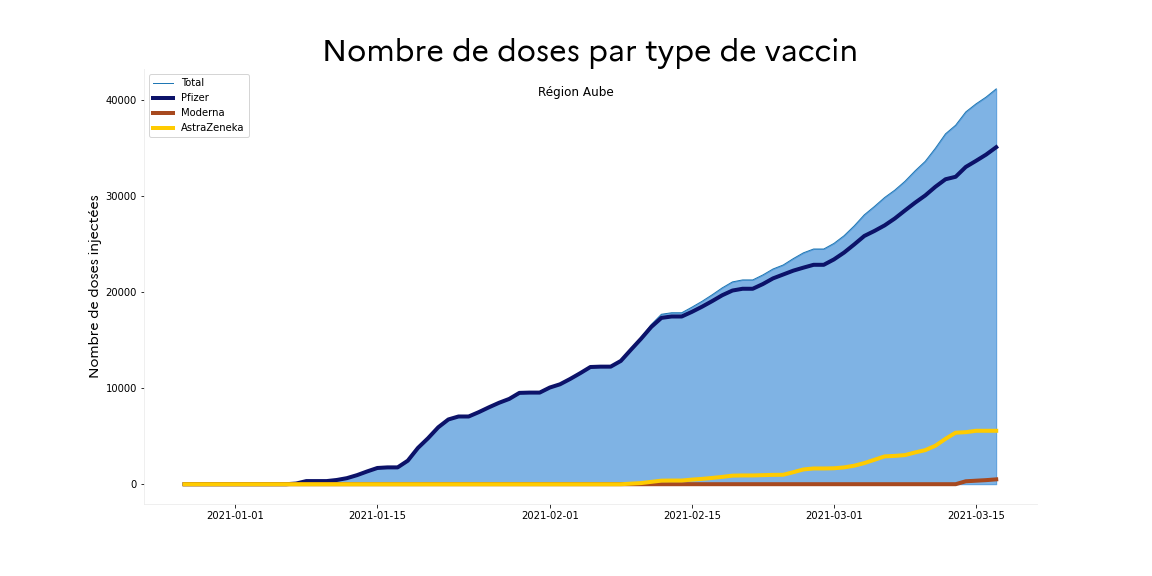 Nombre de doses par type de vaccin
Région Aube
Total
Pfizer
Moderna
AstraZeneka
Nombre de doses injectées
40000
30000
20000
10000
0
2021-01-01
2021-01-15
2021-02-01
2021-02-15
2021-03-01
2021-03-15